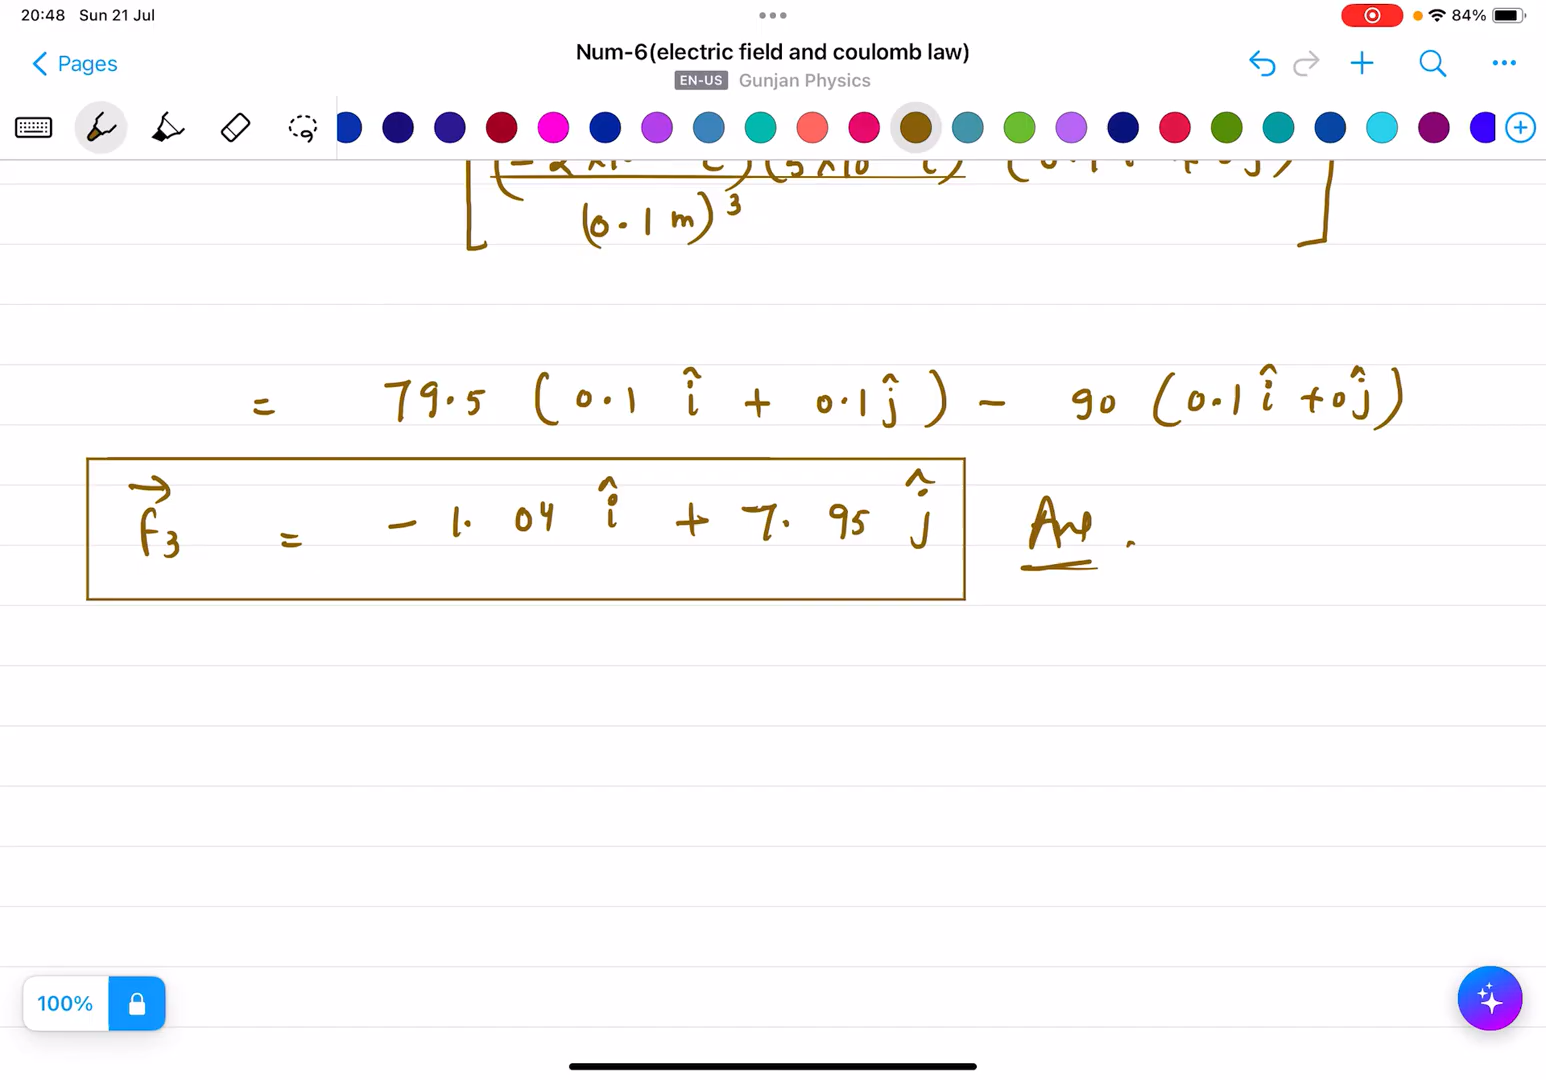 20:48 Sun 21 Jul
84%
Num-6(electric field and coulomb law)
Pages
EN-US Gunjan Physics
(0.1 m)³
= 79.5 (0.1 î + 0.1 ĵ) - 90 (0.1 î + 0 ĵ)
F⃗₃ = - 1. 04 î + 7. 95 ĵ Ans.
100%